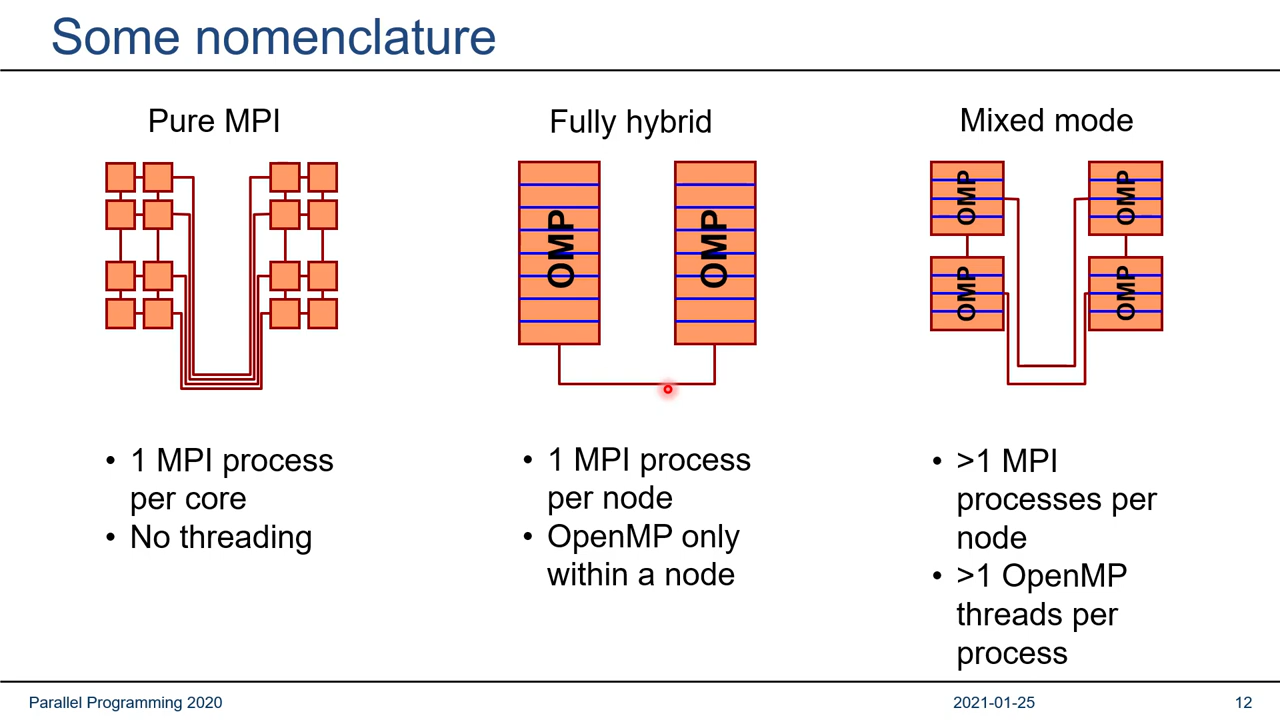 Some nomenclature
Pure MPI
Fully hybrid
Mixed mode
OMP
OMP
OMP
OMP
OMP
OMP
• 1 MPI process
per core
• No threading
• 1 MPI process
per node
• OpenMP only
within a node
• >1 MPI
processes per
node
• >1 OpenMP
threads per
process
Parallel Programming 2020
2021-01-25
12